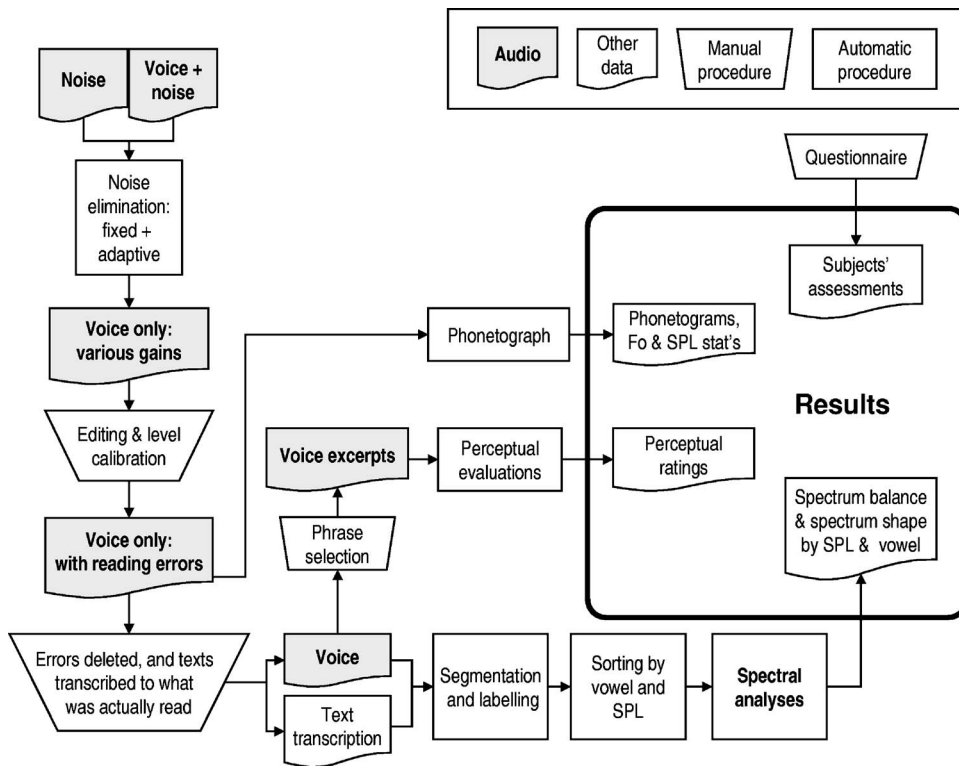 Audio
Other
data
Manual
procedure
Automatic
procedure
Noise
Voice +
noise
Noise
elimination:
fixed +
adaptive
Voice only:
various gains
Editing & level
calibration
Voice only:
with reading errors
Errors deleted, and texts
transcribed to what
was actually read
Voice
Text
transcription
Phrase
selection
Voice excerpts
Perceptual
evaluations
Perceptual
ratings
Phonetograph
Phonetograms,
Fo & SPL stat's
Questionnaire
Subjects'
assessments
Results
Segmentation
and labelling
Sorting by
vowel and
SPL
Spectral
analyses
Spectrum balance
& spectrum shape
by SPL & vowel